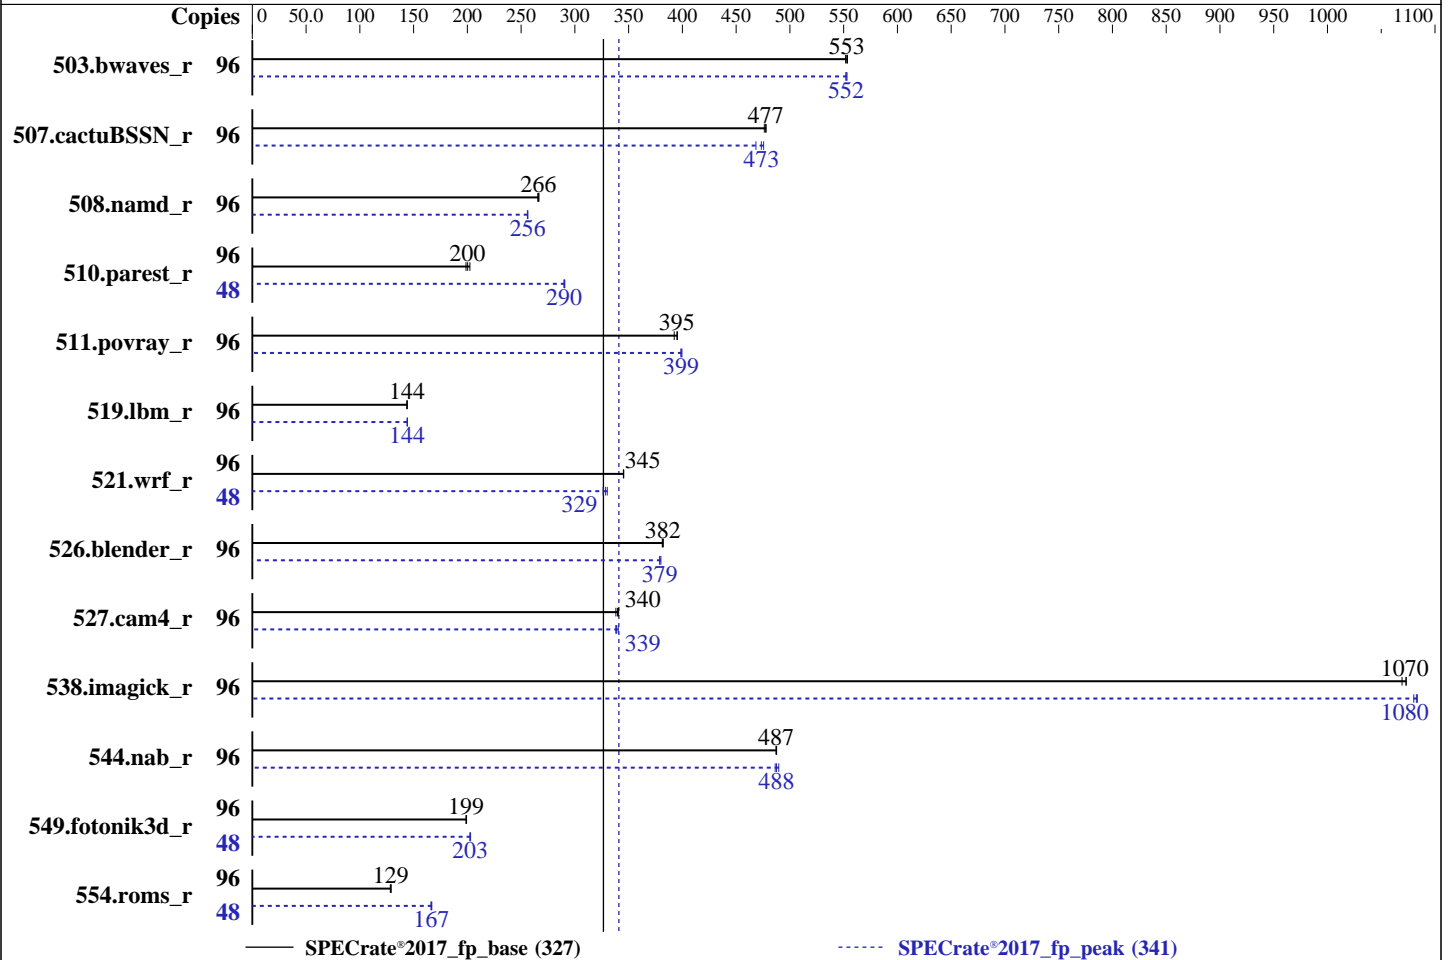 Copies 0 50.0 100 150 200 250 300 350 400 450 500 550 600 650 700 750 800 850 900 950 1000 1100
503.bwaves_r 96 553
552
507.cactuBSSN_r 96 477
473
508.namd_r 96 266
256
510.parest_r 96 200
48 290
511.povray_r 96 395
399
519.lbm_r 96 144
144
521.wrf_r 96 345
48 329
526.blender_r 96 382
379
527.cam4_r 96 340
339
538.imagick_r 96 1070
1080
544.nab_r 96 487
488
549.fotonik3d_r 96 199
48 203
554.roms_r 96 129
48 167
SPECrate®2017_fp_base (327) SPECrate®2017_fp_peak (341)